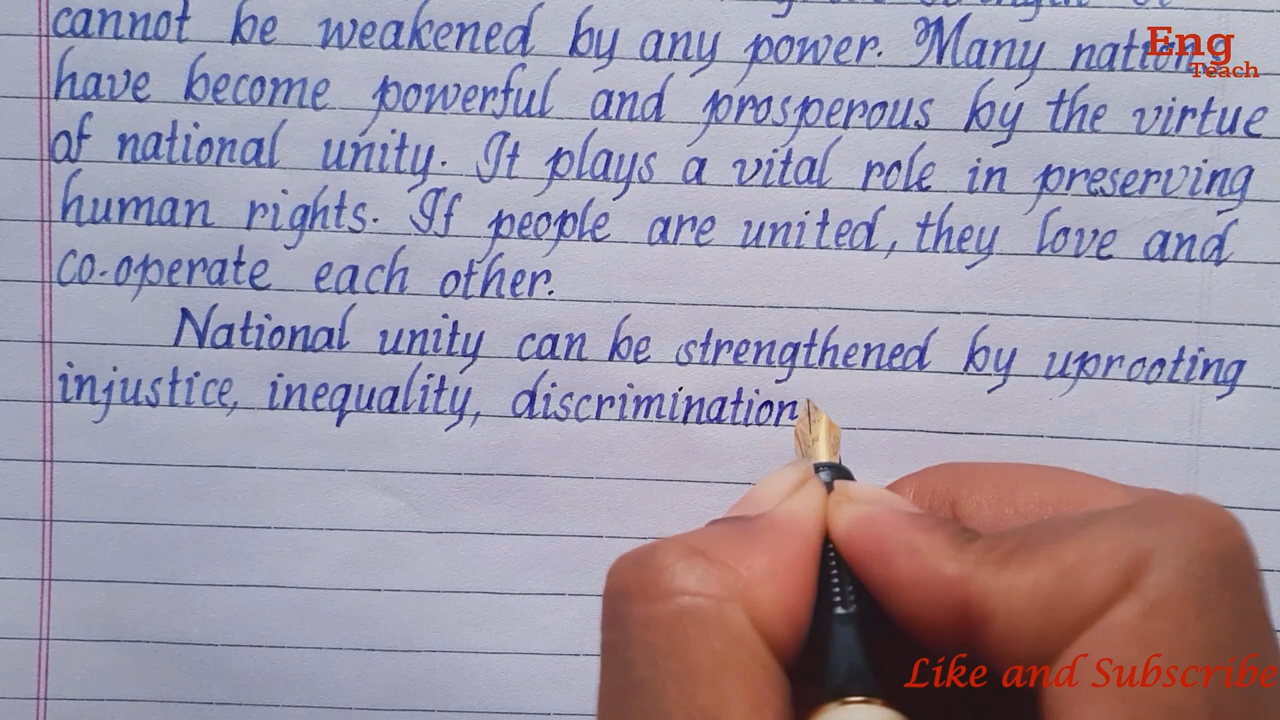 cannot be weakened by any power. Many nations
have become powerful and prosperous by the virtue
of national unity. It plays a vital role in preserving
human rights. If people are united, they love and
co-operate each other.
National unity can be strengthened by uprooting
injustice, inequality, discrimination
Eng
Teach
Like and Subscribe